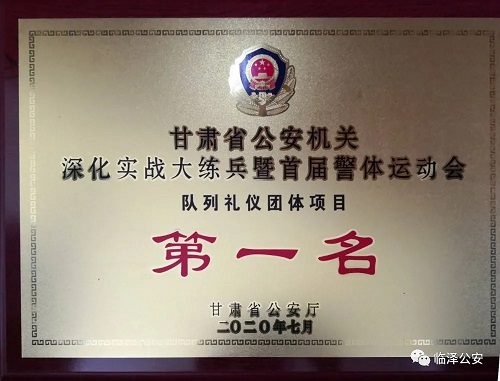 甘肃省公安机关
深化实战大练兵暨首届警体运动会
队列礼仪团体项目
第一名
甘肃省公安厅
二〇二〇年七月
临泽公安